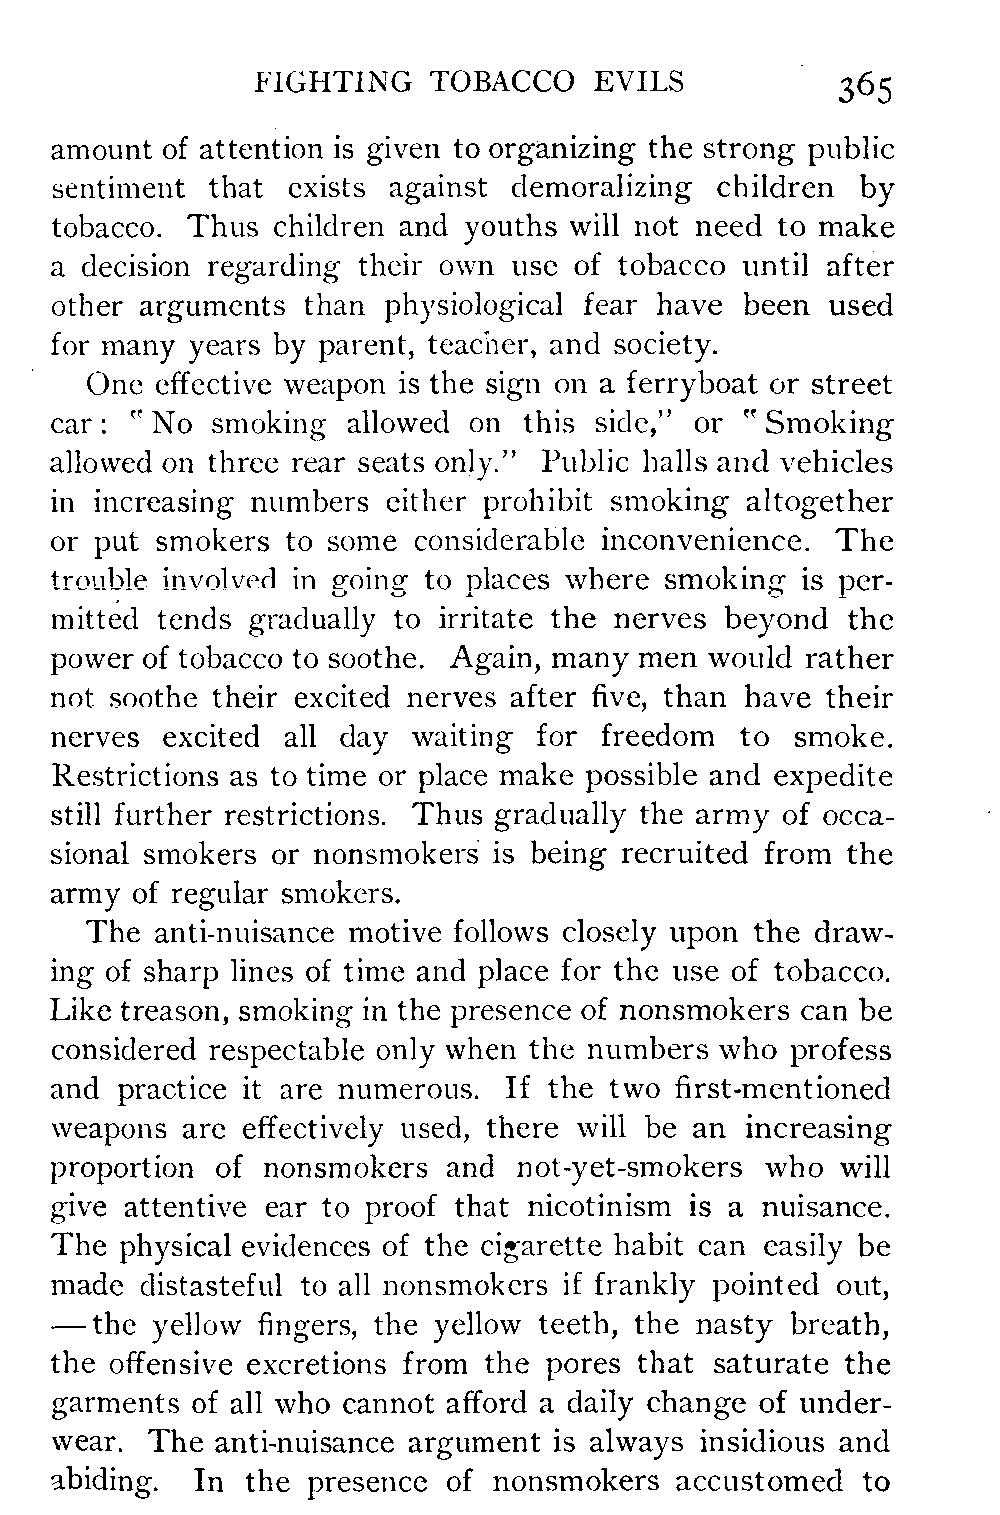 FIGHTING TOBACCO EVILS 365
amount of attention is given to organizing the strong public
sentiment that exists against demoralizing children by
tobacco. Thus children and youths will not need to make
a decision regarding their own use of tobacco until after
other arguments than physiological fear have been used
for many years by parent, teacher, and society.
One effective weapon is the sign on a ferryboat or street
car: "No smoking allowed on this side," or "Smoking
allowed on three rear seats only." Public halls and vehicles
in increasing numbers either prohibit smoking altogether
or put smokers to some considerable inconvenience. The
trouble involved in going to places where smoking is per-
mitted tends gradually to irritate the nerves beyond the
power of tobacco to soothe. Again, many men would rather
not soothe their excited nerves after five, than have their
nerves excited all day waiting for freedom to smoke.
Restrictions as to time or place make possible and expedite
still further restrictions. Thus gradually the army of occa-
sional smokers or nonsmokers is being recruited from the
army of regular smokers.
The anti-nuisance motive follows closely upon the draw-
ing of sharp lines of time and place for the use of tobacco.
Like treason, smoking in the presence of nonsmokers can be
considered respectable only when the numbers who profess
and practice it are numerous. If the two first-mentioned
weapons are effectively used, there will be an increasing
proportion of nonsmokers and not-yet-smokers who will
give attentive ear to proof that nicotinism is a nuisance.
The physical evidences of the cigarette habit can easily be
made distasteful to all nonsmokers if frankly pointed out,
—the yellow fingers, the yellow teeth, the nasty breath,
the offensive excretions from the pores that saturate the
garments of all who cannot afford a daily change of under-
wear. The anti-nuisance argument is always insidious and
abiding. In the presence of nonsmokers accustomed to